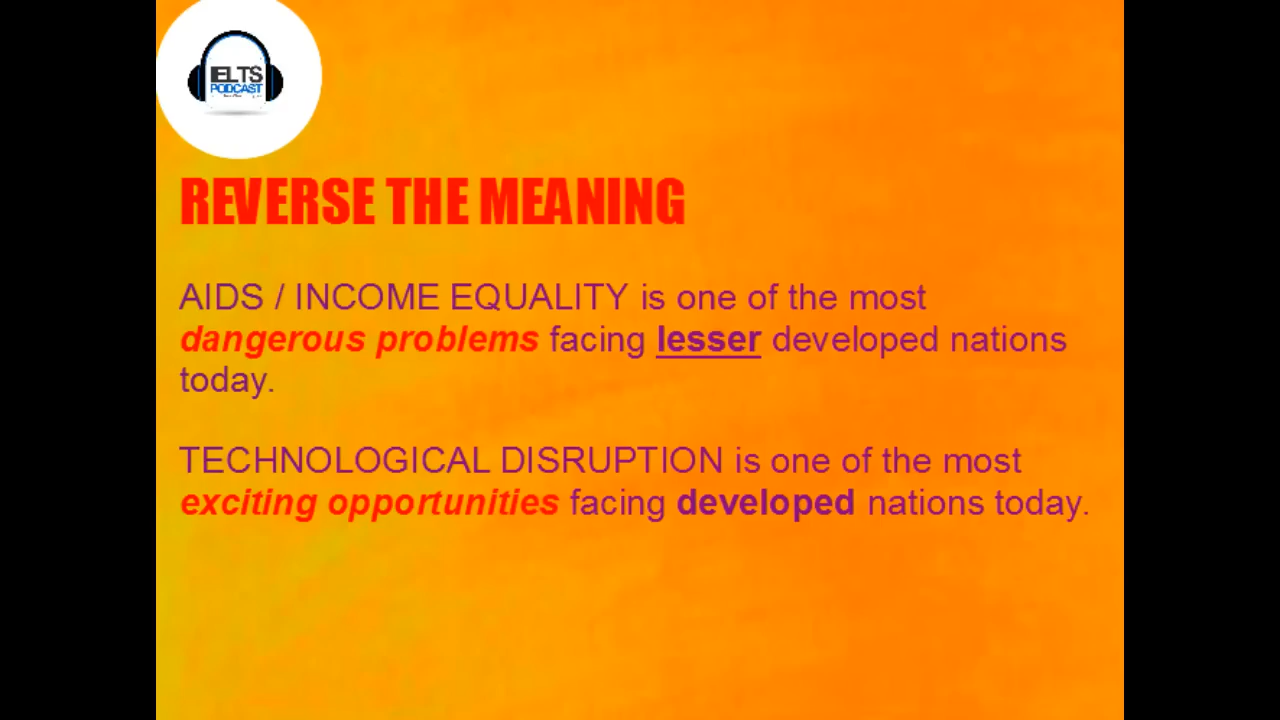 IELTS
PODCAST
REVERSE THE MEANING
AIDS / INCOME EQUALITY is one of the most
dangerous problems facing lesser developed nations
today.
TECHNOLOGICAL DISRUPTION is one of the most
exciting opportunities facing developed nations today.